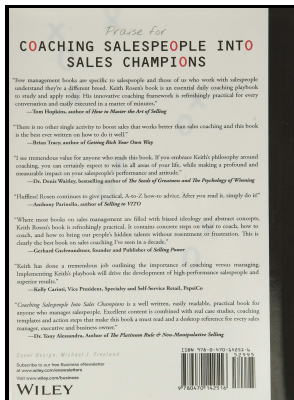 Praise for
COACHING SALESPEOPLE INTO
SALES CHAMPIONS
"Few management books are specific to salespeople and those of us who work with salespeople
understand they're a different breed. Keith Rosen's book is an essential daily coaching playbook
to study and apply today. His innovative coaching framework is refreshingly practical for every
conversation and easily executed in a matter of minutes."
—Tom Hopkins, author of How to Master the Art of Selling
"There is no other single activity to boost sales that works better than sales coaching and this book
is the best ever written on how to do it well."
—Brian Tracy, author of Getting Rich Your Own Way
"I see tremendous value for anyone who reads this book. If you embrace Keith's philosophy around
coaching, you can certainly expect to win in all areas of your life, while making a profound and
measurable impact on your salespeople's performance and attitude."
—Dr. Denis Waitley, bestselling author of The Seeds of Greatness and The Psychology of Winning
"Fluffless! Rosen continues to give practical, A-to-Z how-to advice. After you read it, simply do it!"
—Anthony Parinello, author of Selling to VITO
"Where most books on sales management are filled with biased ideology and abstract concepts,
Keith Rosen's book is refreshingly practical. It contains concrete steps on what to coach, how to
coach, and how to bring out people's hidden talents without resentment or frustration. This is
clearly the best book on sales coaching I've seen in a decade."
—Gerhard Gschwandtner, founder and Publisher of Selling Power
"Keith has done a tremendous job outlining the importance of coaching versus managing.
Implementing Keith's playbook will drive the development of high-performance salespeople and
superior results."
—Kelly Carioti, Vice President, Specialty and Self-Service Retail, PepsiCo
"Coaching Salespeople Into Sales Champions is a well written, easily readable, practical book for
anyone who manages salespeople. Excellent content is combined with real case studies, coaching
templates and action steps that make this book a must read and a desktop reference for every sales
manager, executive and business owner."
—Dr. Tony Alessandra, Author of The Platinum Rule & Non-Manipulative Selling
Cover Design: Michael J. Freeland
Subscribe to our free Business eNewsletter
at www.wiley.com/enewsletters
Visit www.wiley.com/business
WILEY
ISBN 978-0-470-14251-6
52495
9 780470 142516